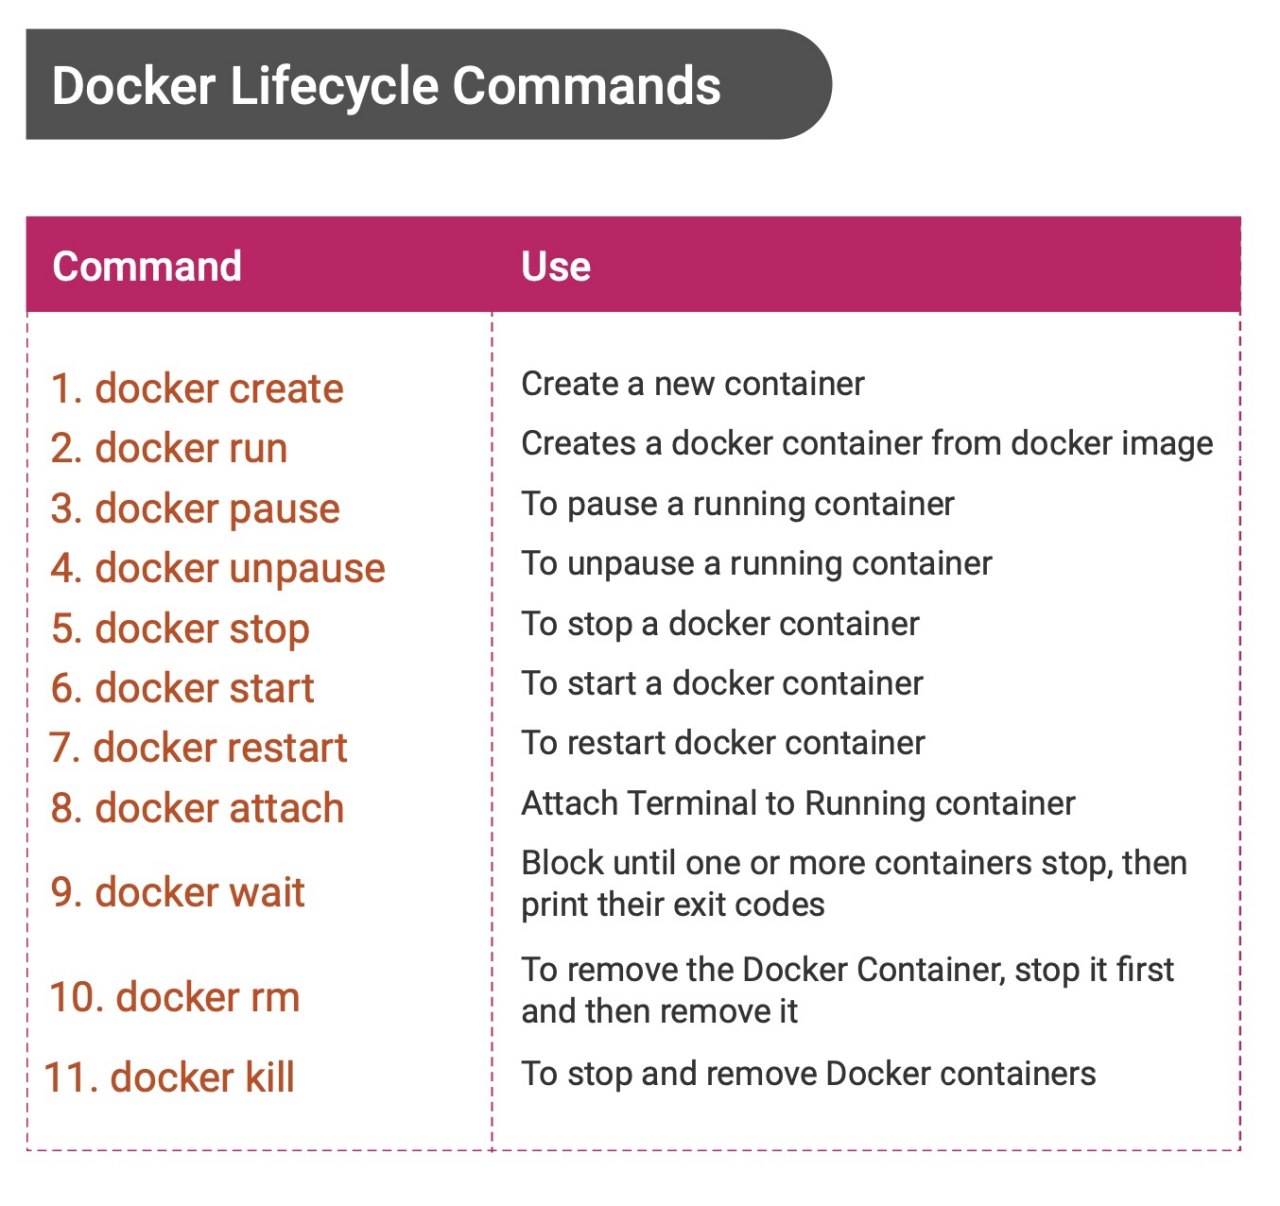 Docker Lifecycle Commands
Command Use
1. docker create Create a new container
2. docker run Creates a docker container from docker image
3. docker pause To pause a running container
4. docker unpause To unpause a running container
5. docker stop To stop a docker container
6. docker start To start a docker container
7. docker restart To restart docker container
8. docker attach Attach Terminal to Running container
9. docker wait Block until one or more containers stop, then
print their exit codes
10. docker rm To remove the Docker Container, stop it first
and then remove it
11. docker kill To stop and remove Docker containers